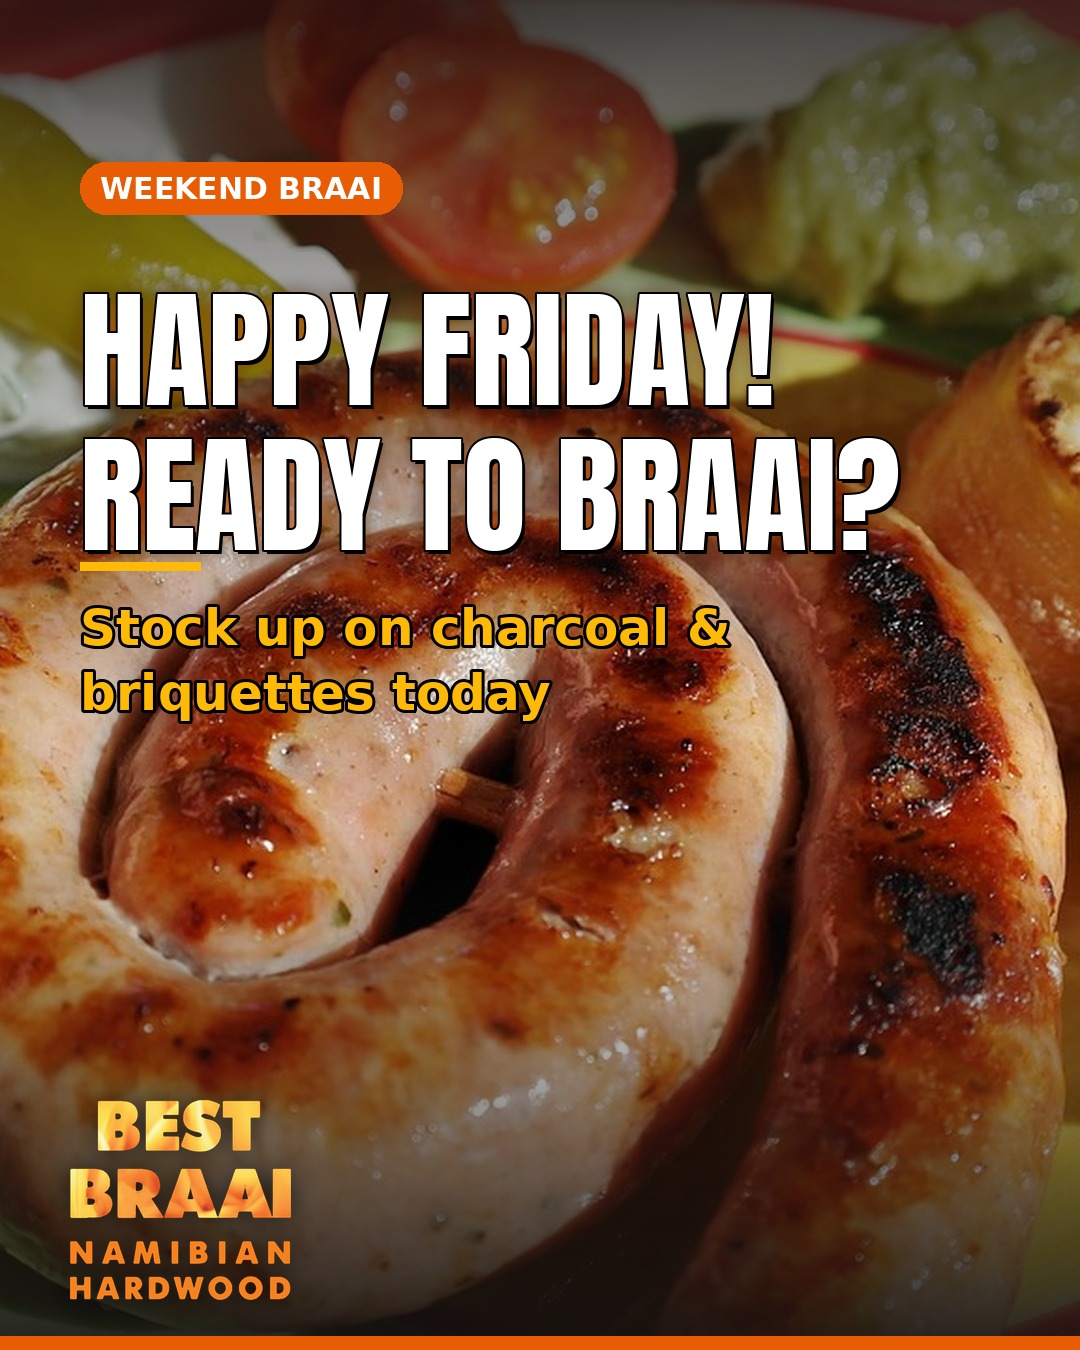 WEEKEND BRAAI
HAPPY FRIDAY!
READY TO BRAAI?
Stock up on charcoal &
briquettes today
BEST
BRAAI
NAMIBIAN
HARDWOOD